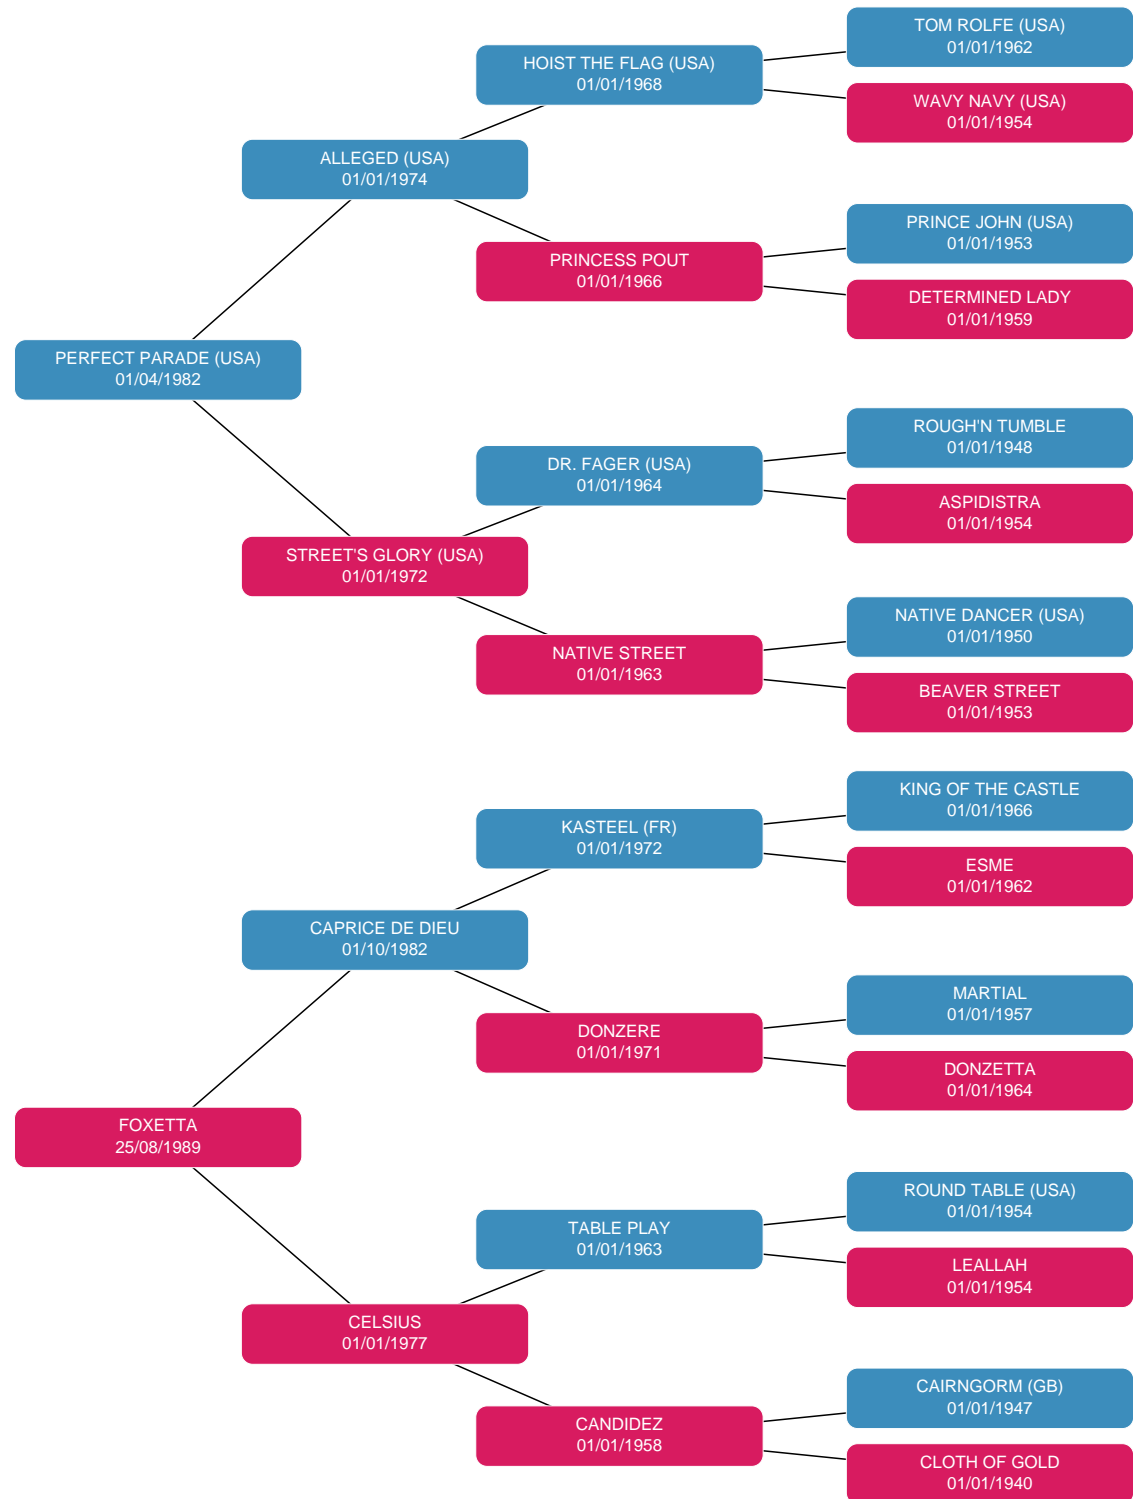 TOM ROLFE (USA)
01/01/1962
HOIST THE FLAG (USA)
01/01/1968
WAVY NAVY (USA)
01/01/1954
ALLEGED (USA)
01/01/1974
PRINCE JOHN (USA)
01/01/1953
PRINCESS POUT
01/01/1966
DETERMINED LADY
01/01/1959
PERFECT PARADE (USA)
01/04/1982
ROUGH'N TUMBLE
01/01/1948
DR. FAGER (USA)
01/01/1964
ASPIDISTRA
01/01/1954
STREET'S GLORY (USA)
01/01/1972
NATIVE DANCER (USA)
01/01/1950
NATIVE STREET
01/01/1963
BEAVER STREET
01/01/1953
KING OF THE CASTLE
01/01/1966
KASTEEL (FR)
01/01/1972
ESME
01/01/1962
CAPRICE DE DIEU
01/10/1982
MARTIAL
01/01/1957
DONZERE
01/01/1971
DONZETTA
01/01/1964
FOXETTA
25/08/1989
ROUND TABLE (USA)
01/01/1954
TABLE PLAY
01/01/1963
LEALLAH
01/01/1954
CELSIUS
01/01/1977
CAIRNGORM (GB)
01/01/1947
CANDIDEZ
01/01/1958
CLOTH OF GOLD
01/01/1940